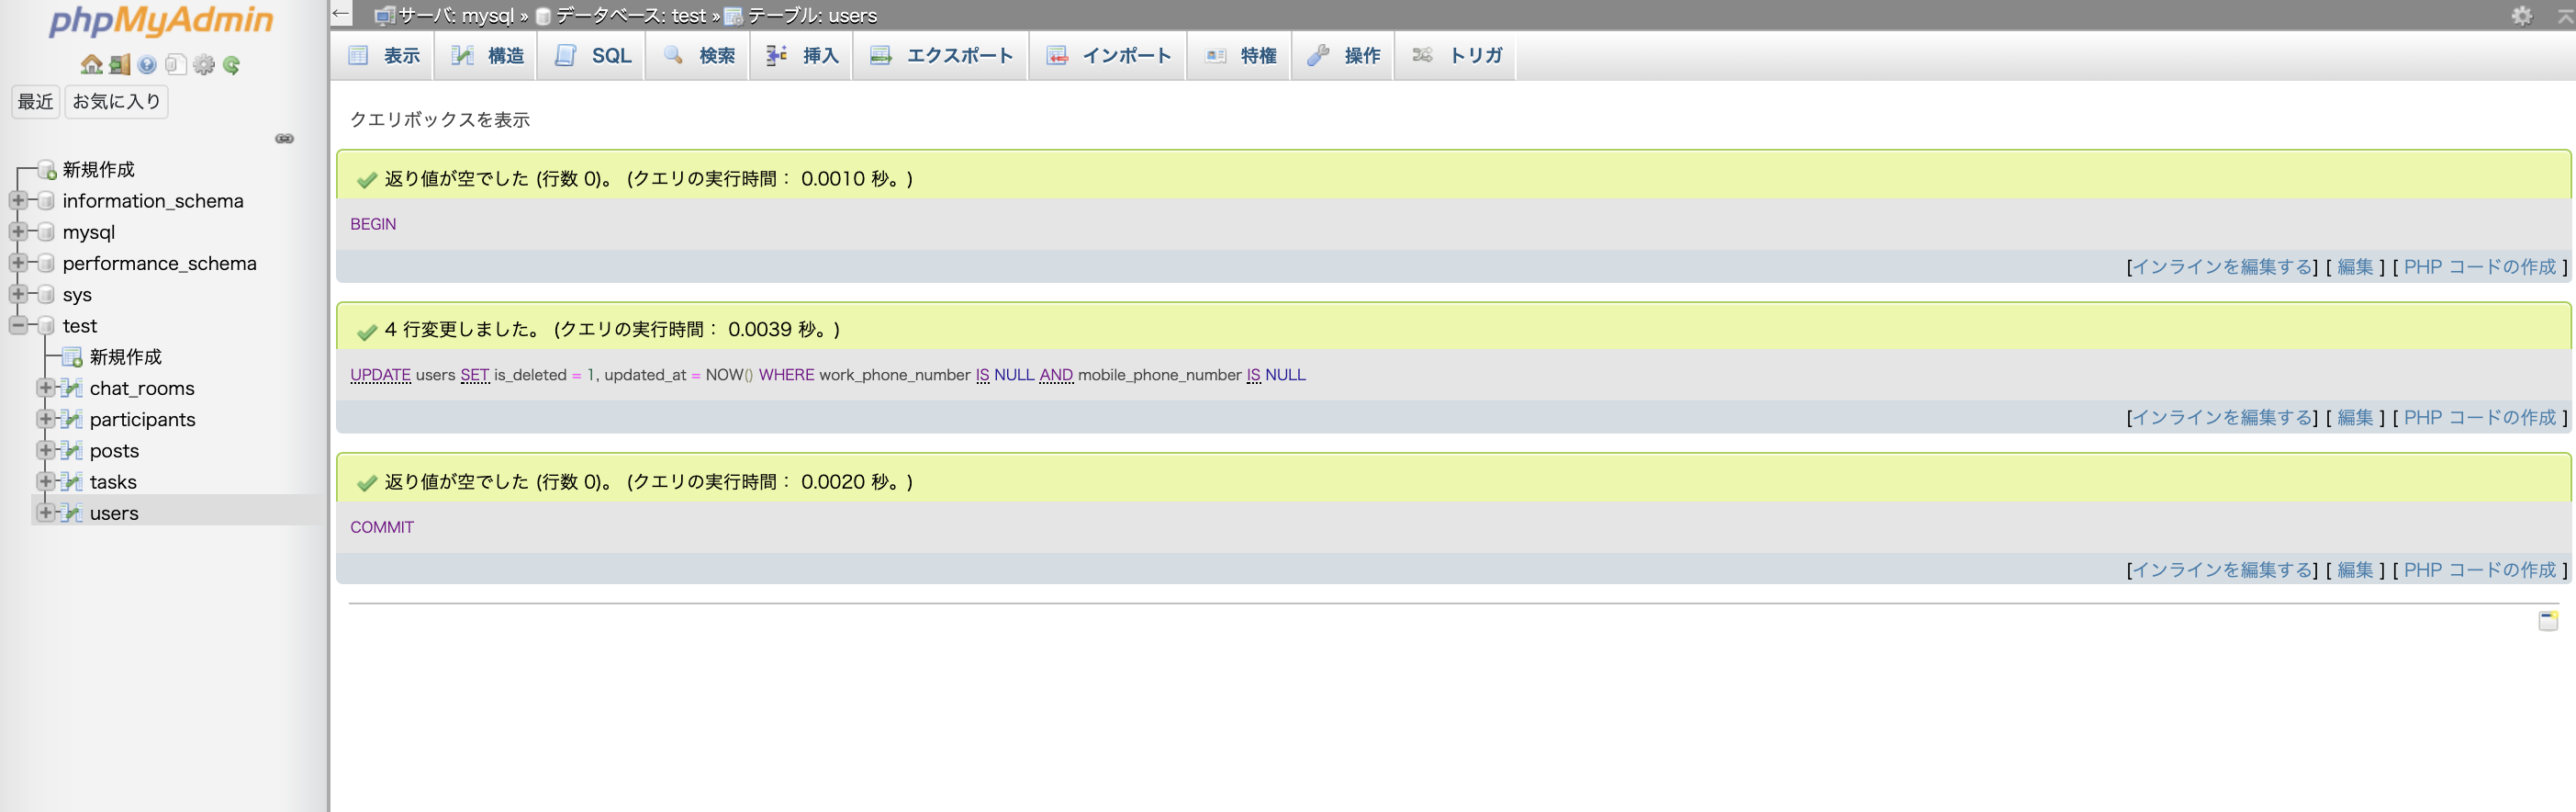 phpMyAdmin
最近 お気に入り
新規作成
information_schema
mysql
performance_schema
sys
test
新規作成
chat_rooms
participants
posts
tasks
users
← サーバ: mysql » データベース: test » テーブル: users
表示 構造 SQL 検索 挿入 エクスポート インポート 特権 操作 トリガ
クエリボックスを表示
返り値が空でした (行数 0)。 (クエリの実行時間： 0.0010 秒。)
BEGIN
[インラインを編集する] [ 編集 ] [ PHP コードの作成 ]
4 行変更しました。 (クエリの実行時間： 0.0039 秒。)
UPDATE users SET is_deleted = 1, updated_at = NOW() WHERE work_phone_number IS NULL AND mobile_phone_number IS NULL
[インラインを編集する] [ 編集 ] [ PHP コードの作成 ]
返り値が空でした (行数 0)。 (クエリの実行時間： 0.0020 秒。)
COMMIT
[インラインを編集する] [ 編集 ] [ PHP コードの作成 ]